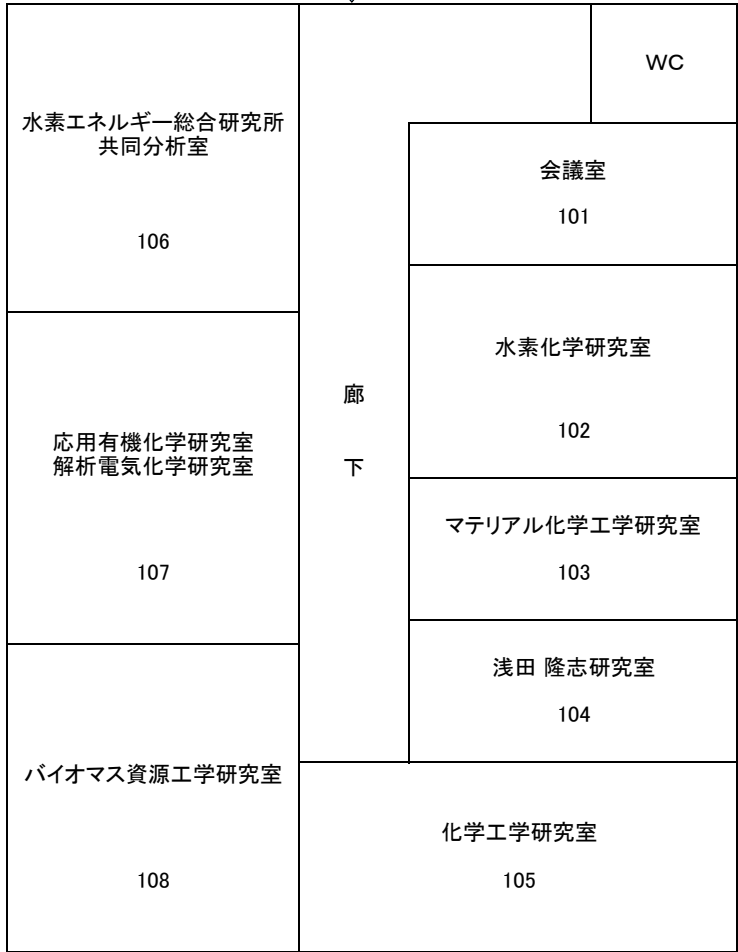 WC
水素エネルギー総合研究所
共同分析室
106
会議室
101
水素化学研究室
102
廊
下
応用有機化学研究室
解析電気化学研究室
107
マテリアル化学工学研究室
103
浅田 隆志研究室
104
バイオマス資源工学研究室
108
化学工学研究室
105